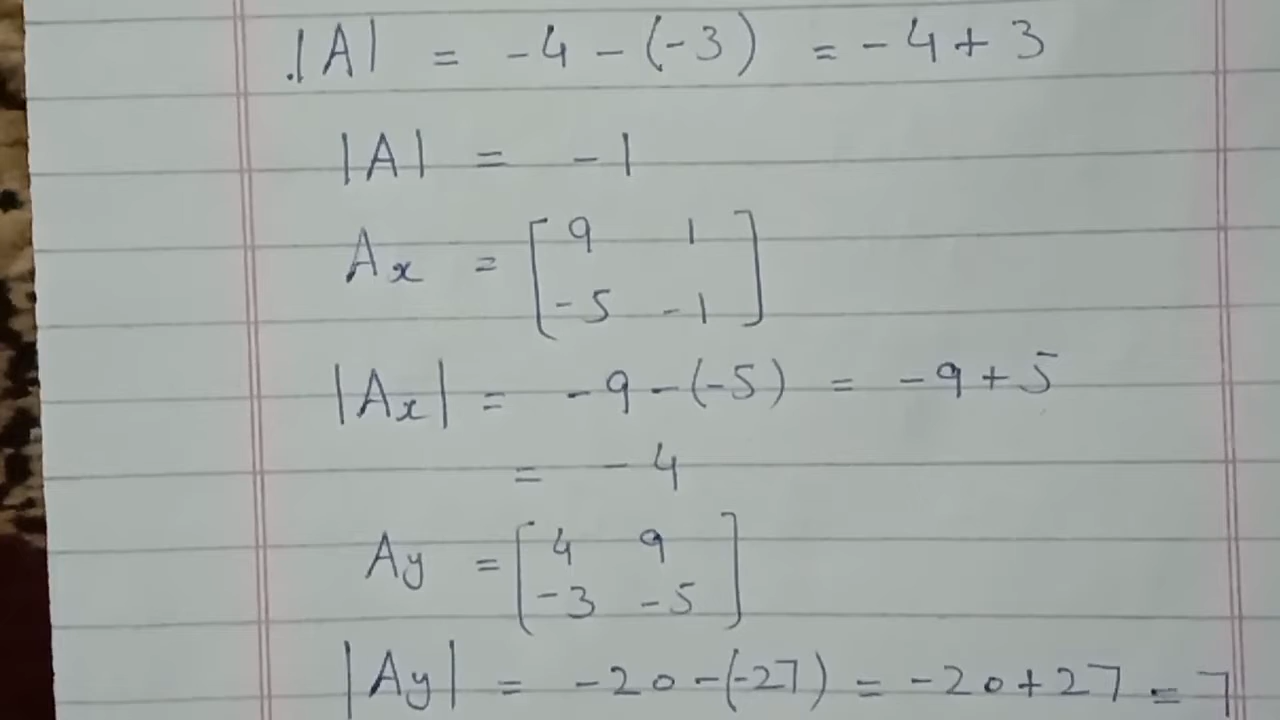 .|A| = -4 - (-3) = -4 + 3
|A| = -1
Ax = [9 1
-5 -1]
|Ax| = -9 - (-5) = -9 + 5
= -4
Ay = [4 9
-3 -5]
|Ay| = -20 - (-27) = -20 + 27 = 7